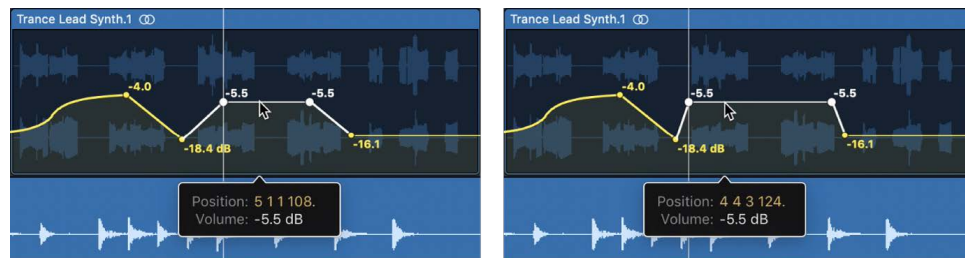 Trance Lead Synth.1
-4.0
-5.5
-5.5
-18.4 dB
-16.1
Position: 5 1 1 108.
Volume: -5.5 dB
Trance Lead Synth.1
-4.0
-5.5
-5.5
-18.4 dB
-16.1
Position: 4 4 3 124.
Volume: -5.5 dB